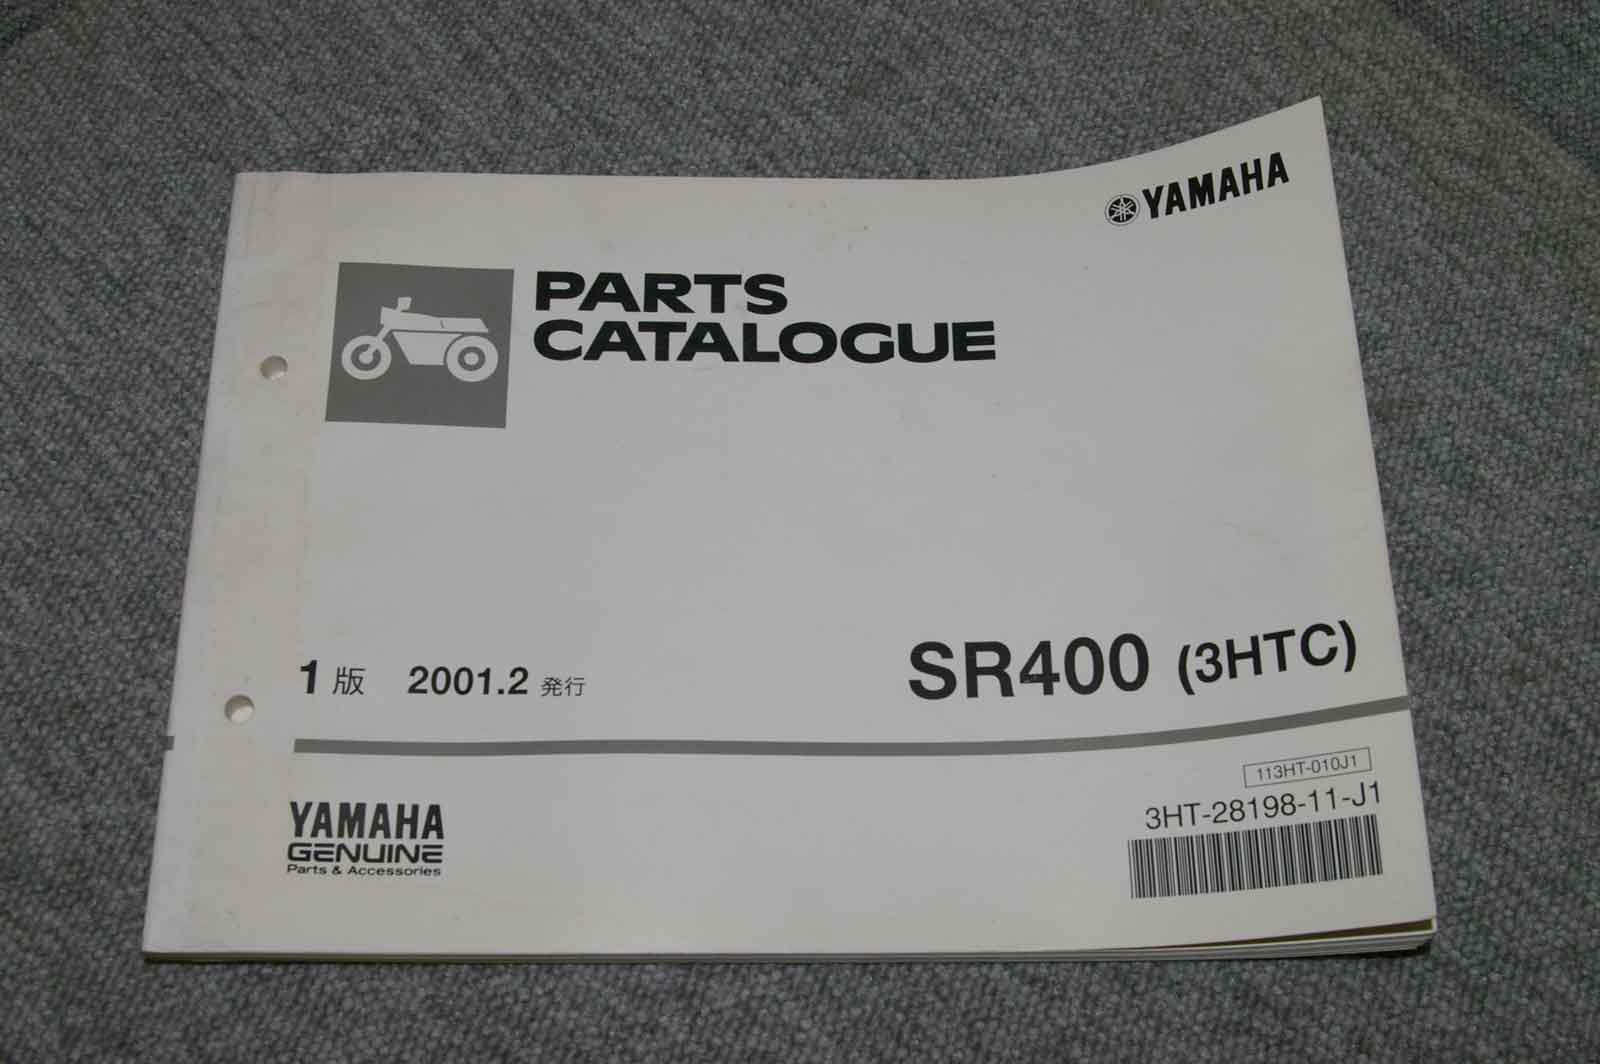 YAMAHA
PARTS
CATALOGUE
1版 2001.2 発行
SR400 (3HTC)
113HT-010J1
3HT-28198-11-J1
YAMAHA
GENUINE
Parts & Accessories